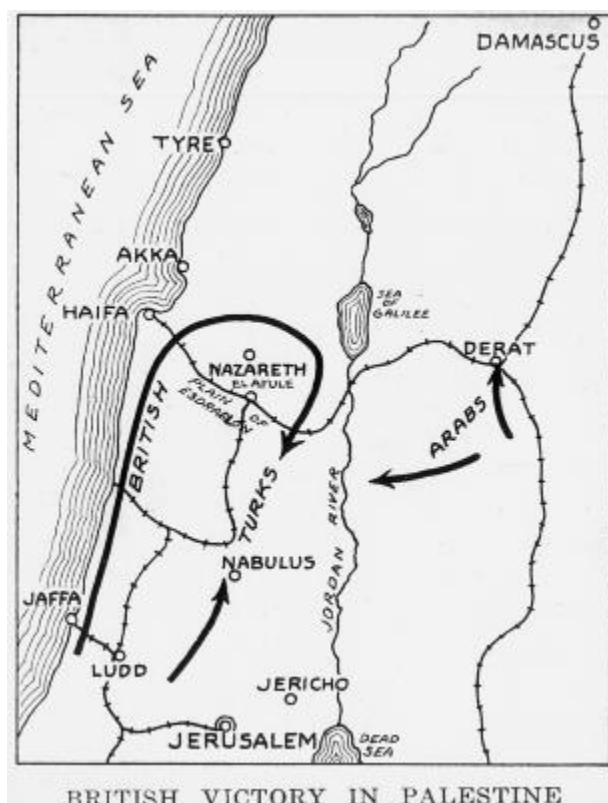 DAMASCUS
MEDITERRANEAN SEA
TYRE
AKKA
HAIFA
SEA
OF
GALILEE
NAZARETH
EL AFULE
PLAIN OF
ESDRAELON
DERAT
BRITISH
TURKS
ARABS
NABULUS
JORDAN RIVER
JAFFA
LUDD
JERICHO
JERUSALEM
DEAD
SEA
BRITISH VICTORY IN PALESTINE